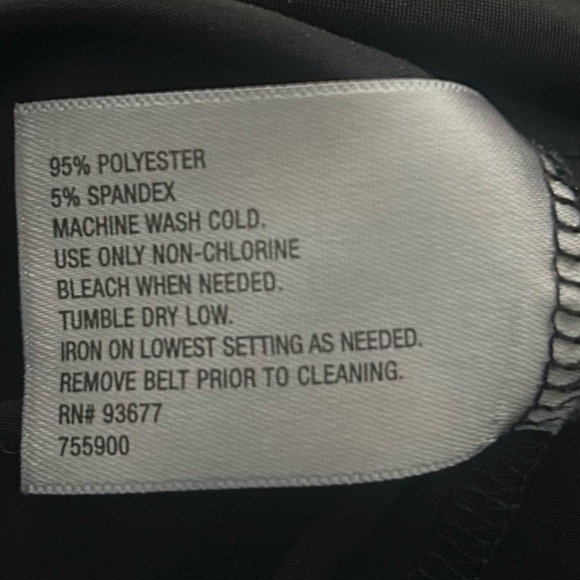 95% POLYESTER
5% SPANDEX
MACHINE WASH COLD.
USE ONLY NON-CHLORINE
BLEACH WHEN NEEDED.
TUMBLE DRY LOW.
IRON ON LOWEST SETTING AS NEEDED.
REMOVE BELT PRIOR TO CLEANING.
RN# 93677
755900